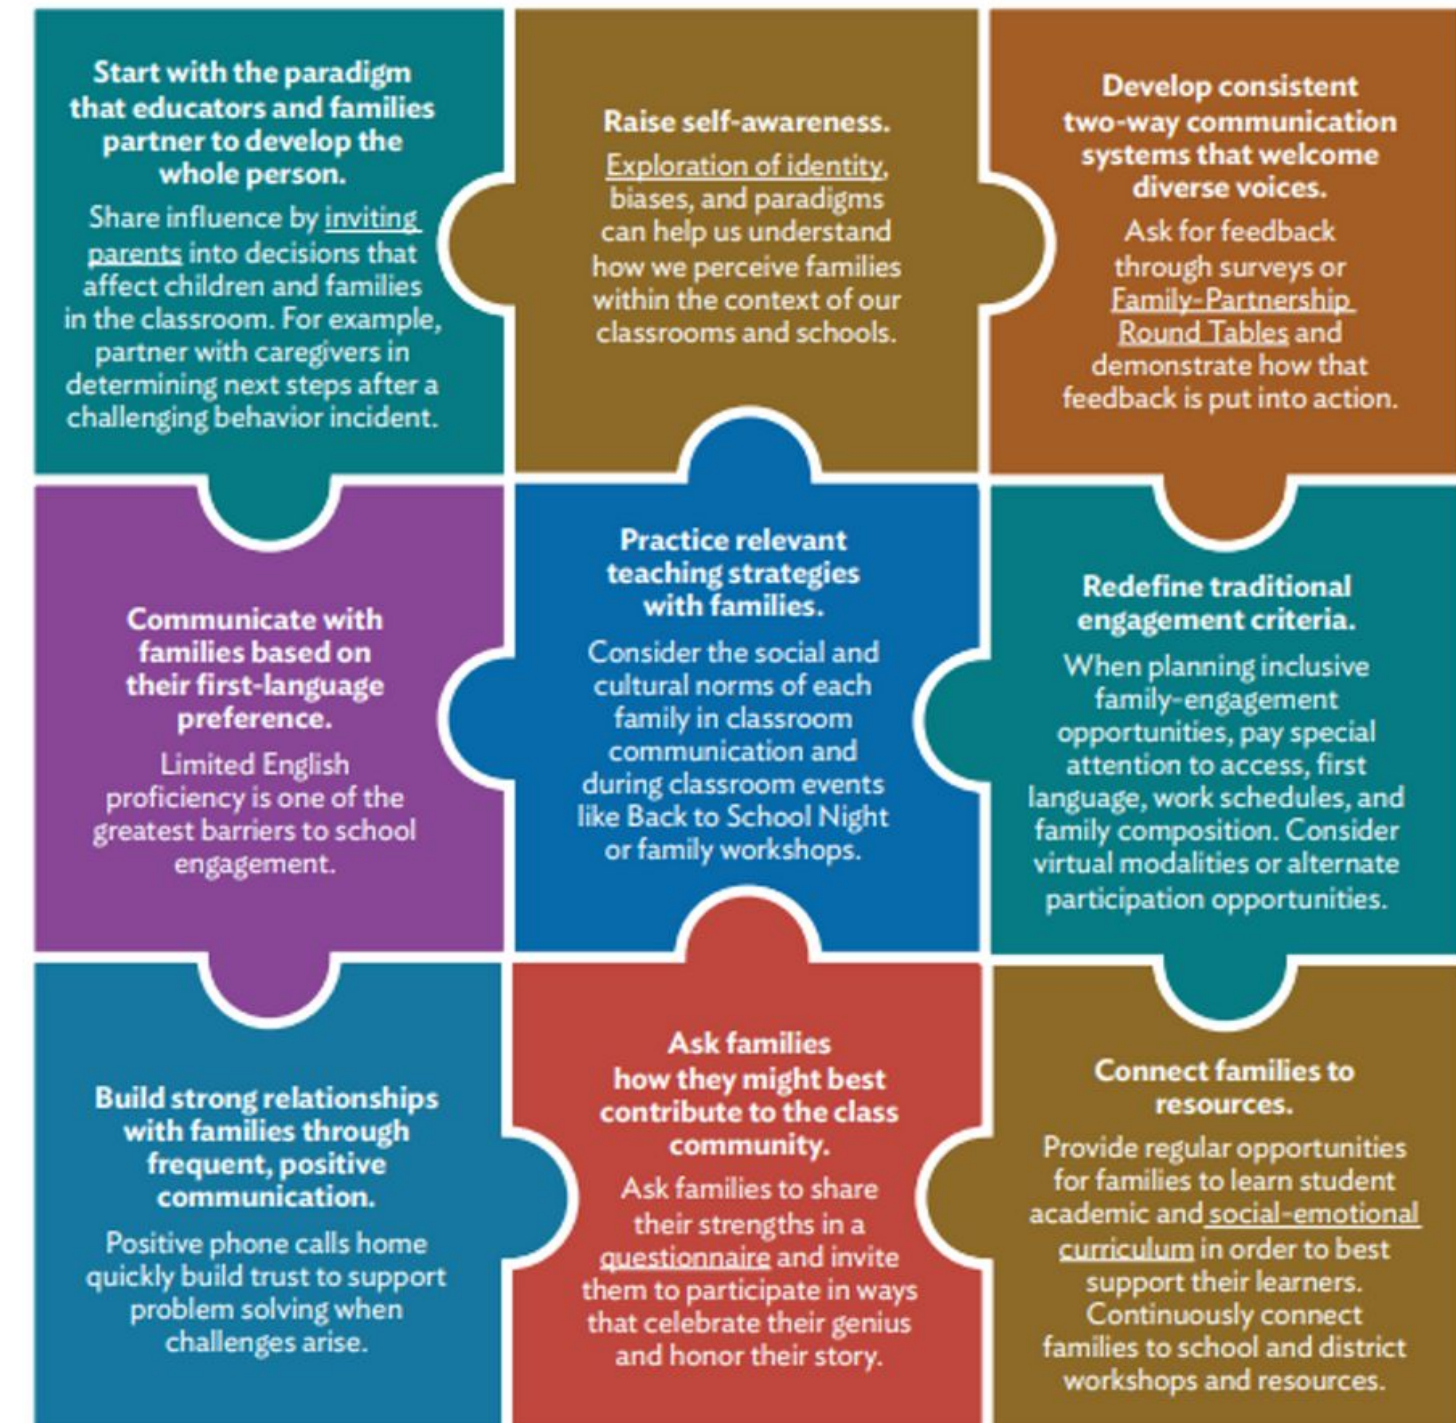 Start with the paradigm
that educators and families
partner to develop the
whole person.
Share influence by inviting
parents into decisions that
affect children and families
in the classroom. For example,
partner with caregivers in
determining next steps after a
challenging behavior incident.
Raise self-awareness.
Exploration of identity,
biases, and paradigms
can help us understand
how we perceive families
within the context of our
classrooms and schools.
Develop consistent
two-way communication
systems that welcome
diverse voices.
Ask for feedback
through surveys or
Family-Partnership
Round Tables and
demonstrate how that
feedback is put into action.
Communicate with
families based on
their first-language
preference.
Limited English
proficiency is one of the
greatest barriers to school
engagement.
Practice relevant
teaching strategies
with families.
Consider the social and
cultural norms of each
family in classroom
communication and
during classroom events
like Back to School Night
or family workshops.
Redefine traditional
engagement criteria.
When planning inclusive
family-engagement
opportunities, pay special
attention to access, first
language, work schedules, and
family composition. Consider
virtual modalities or alternate
participation opportunities.
Build strong relationships
with families through
frequent, positive
communication.
Positive phone calls home
quickly build trust to support
problem solving when
challenges arise.
Ask families
how they might best
contribute to the class
community.
Ask families to share
their strengths in a
questionnaire and invite
them to participate in ways
that celebrate their genius
and honor their story.
Connect families to
resources.
Provide regular opportunities
for families to learn student
academic and social-emotional
curriculum in order to best
support their learners.
Continuously connect
families to school and district
workshops and resources.